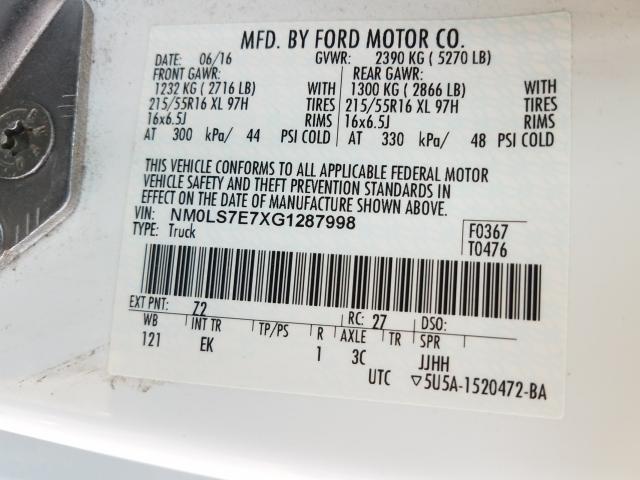 MFD. BY FORD MOTOR CO.
DATE: 06/16 GVWR: 2390 KG ( 5270 LB)
FRONT GAWR: REAR GAWR:
1232 KG ( 2716 LB) WITH 1300 KG ( 2866 LB) WITH
215/55R16 XL 97H TIRES 215/55R16 XL 97H TIRES
16x6.5J RIMS 16x6.5J RIMS
AT 300 kPa/ 44 PSI COLD AT 330 kPa/ 48 PSI COLD
THIS VEHICLE CONFORMS TO ALL APPLICABLE FEDERAL MOTOR
VEHICLE SAFETY AND THEFT PREVENTION STANDARDS IN
EFFECT ON THE DATE OF MANUFACTURE SHOWN ABOVE.
VIN: NM0LS7E7XG1287998 F0367
TYPE: Truck T0476
EXT PNT: Z2 RC: 27 DSO:
WB INT TR TP/PS R AXLE TR SPR
121 EK 1 3C JJHH
UTC ▽5U5A-1520472-BA